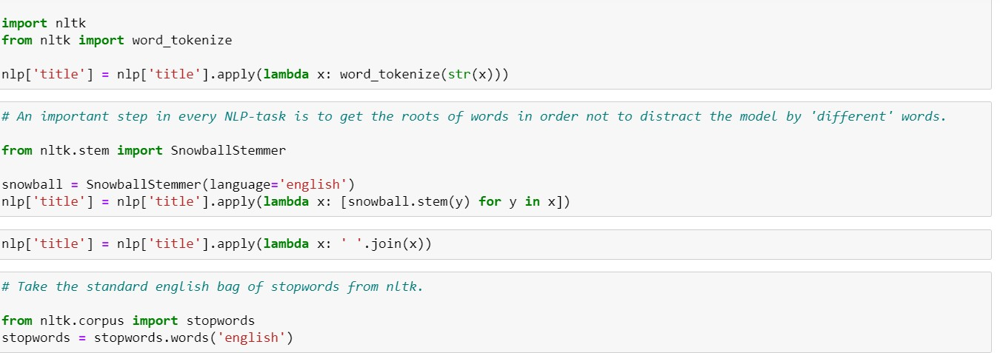 import nltk
from nltk import word_tokenize
nlp['title'] = nlp['title'].apply(lambda x: word_tokenize(str(x)))
# An important step in every NLP-task is to get the roots of words in order not to distract the model by 'different' words.
from nltk.stem import SnowballStemmer
snowball = SnowballStemmer(language='english')
nlp['title'] = nlp['title'].apply(lambda x: [snowball.stem(y) for y in x])
nlp['title'] = nlp['title'].apply(lambda x: ' '.join(x))
# Take the standard english bag of stopwords from nltk.
from nltk.corpus import stopwords
stopwords = stopwords.words('english')